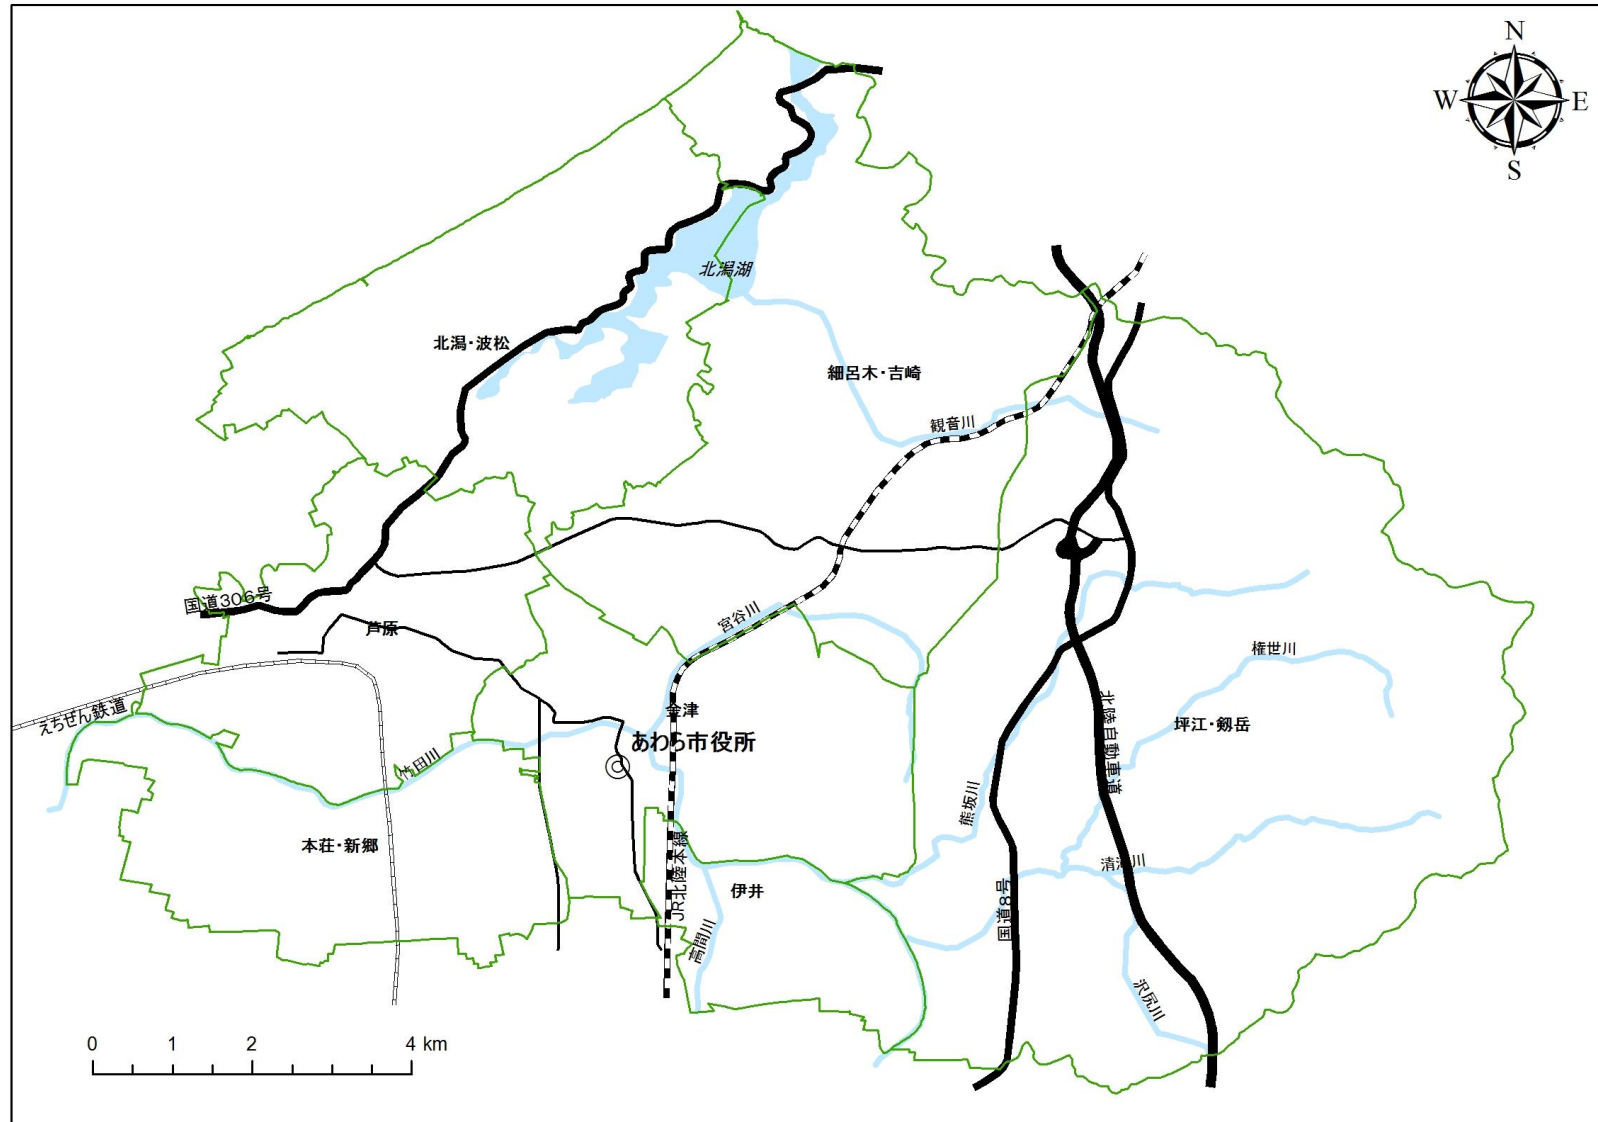 N
W
E
S
北潟湖
北潟・波松
細呂木・吉崎
観音川
国道306号
宮谷川
芦原
権世川
えちぜん鉄道
金津
坪江・剱岳
あわら市役所
北陸自動車道
竹田川
熊坂川
本荘・新郷
JR北陸本線
清滝川
伊井
国道8号
高間川
沢尻川
0 1 2 4 km